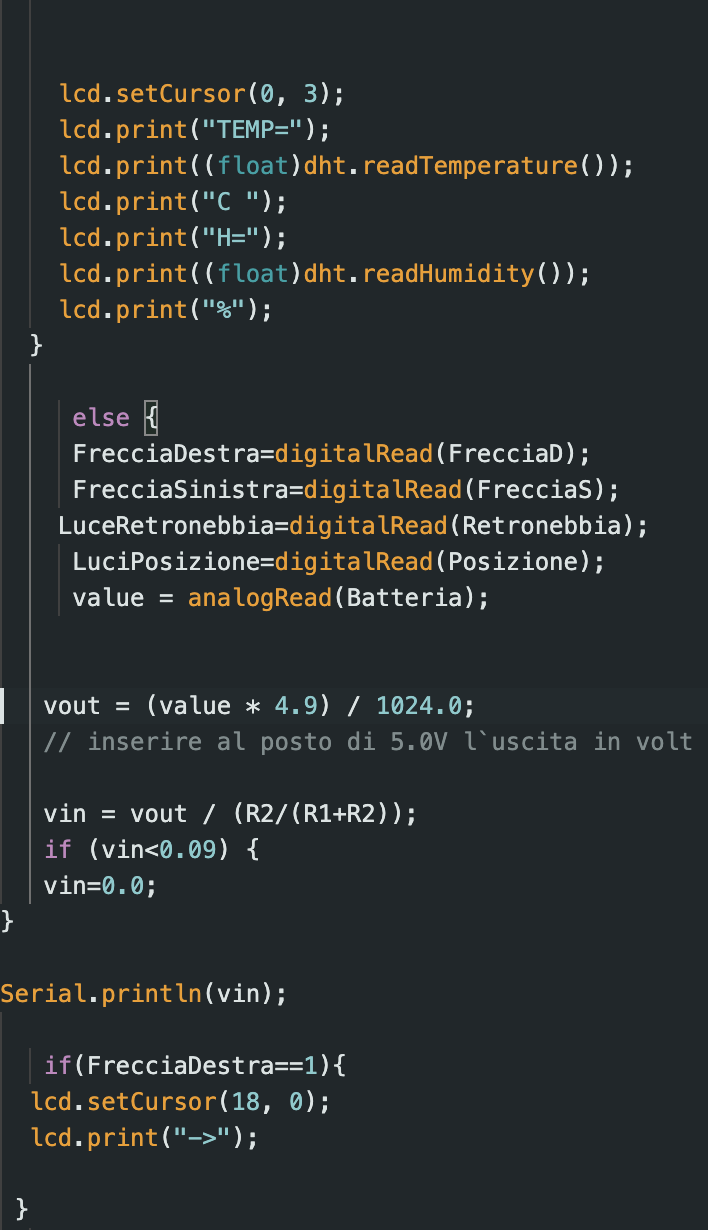 lcd.setCursor(0, 3);
lcd.print("TEMP=");
lcd.print((float)dht.readTemperature());
lcd.print("C ");
lcd.print("H=");
lcd.print((float)dht.readHumidity());
lcd.print("%");
}
else {
FrecciaDestra=digitalRead(FrecciaD);
FrecciaSinistra=digitalRead(FrecciaS);
LuceRetronebbia=digitalRead(Retronebbia);
LuciPosizione=digitalRead(Posizione);
value = analogRead(Batteria);
vout = (value * 4.9) / 1024.0;
// inserire al posto di 5.0V l`uscita in volt
vin = vout / (R2/(R1+R2));
if (vin<0.09) {
vin=0.0;
}
Serial.println(vin);
if(FrecciaDestra==1){
lcd.setCursor(18, 0);
lcd.print("->");
}